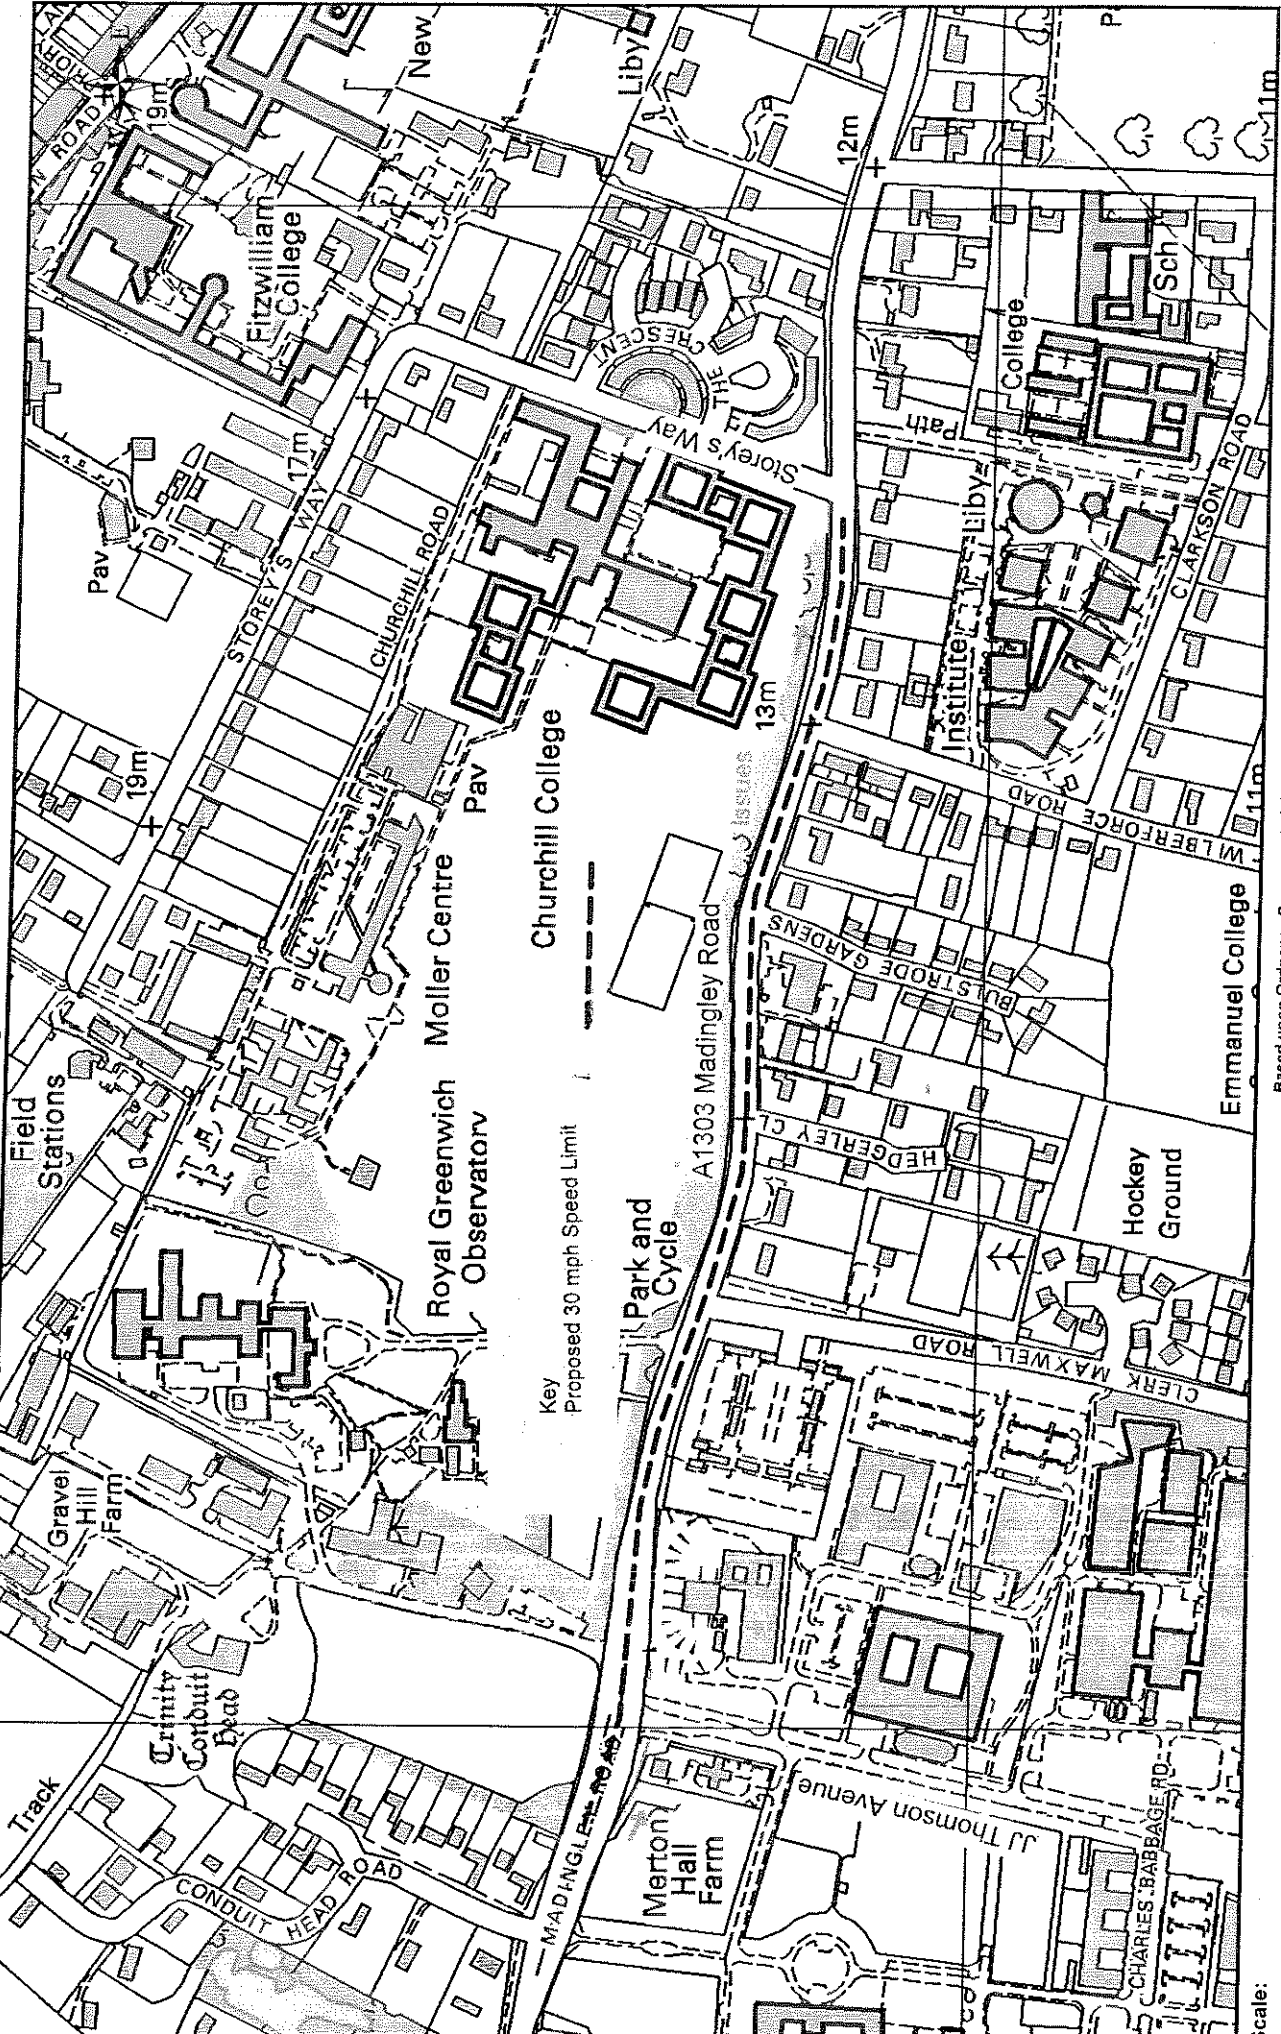 Track
CONDUIT HEAD ROAD
Trinity
Conduit
Head
MADINGLEY ROAD
Merton
Hall
Farm
JJ Thomson Avenue
CHARLES BABBAGE RD
Gravel
Hill
Farm
Field
Stations
Royal Greenwich
Observatory
Moller Centre
Key
Proposed 30 mph Speed Limit
Park and
Cycle
A1303 Madingley Road
CLERK MAXWELL ROAD
HEDGERLEY CL
BULSTRODE GARDENS
Hockey
Ground
Emmanuel College
WILBERFORCE ROAD
11m
19m
STOREY'S WAY
17m
CHURCHILL ROAD
Pav
Pav
Churchill College
13m
Issues
Institute
Liby
CLARKSON ROAD
Path
College
Sch
Storey's Way
THE CRESCENT
Fitzwilliam
College
19m
ROAD
New
Liby
12m
11m